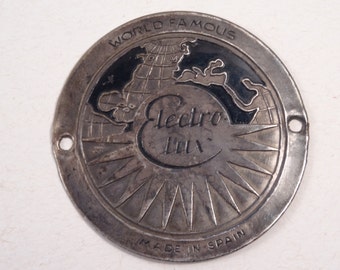 WORLD FAMOUS
Electro
Lux
MADE IN SPAIN